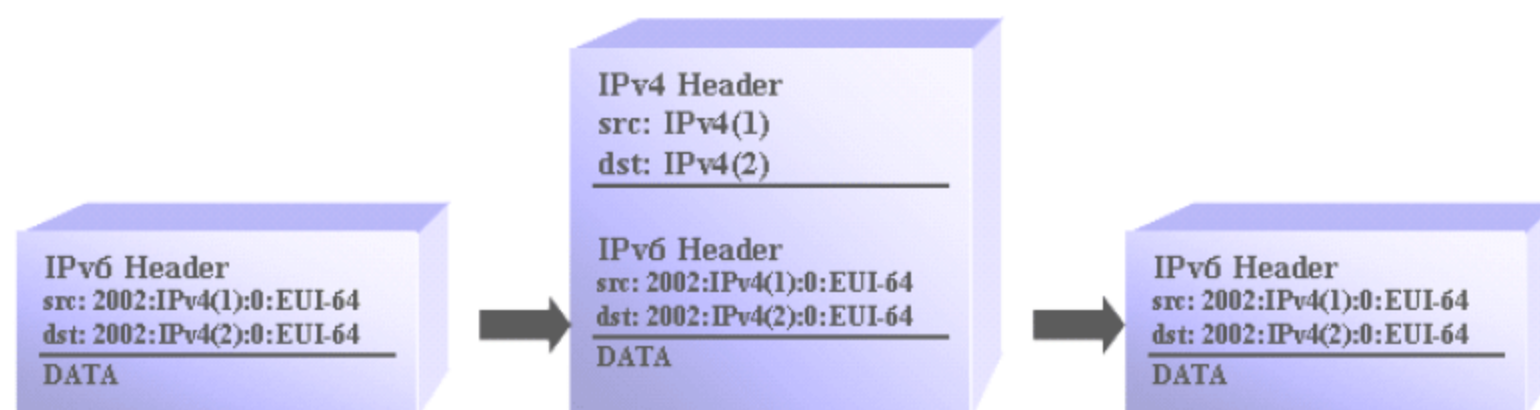 IPv6 Header
src: 2002:IPv4(1):0:EUI-64
dst: 2002:IPv4(2):0:EUI-64
DATA
IPv4 Header
src: IPv4(1)
dst: IPv4(2)
IPv6 Header
src: 2002:IPv4(1):0:EUI-64
dst: 2002:IPv4(2):0:EUI-64
DATA
IPv6 Header
src: 2002:IPv4(1):0:EUI-64
dst: 2002:IPv4(2):0:EUI-64
DATA